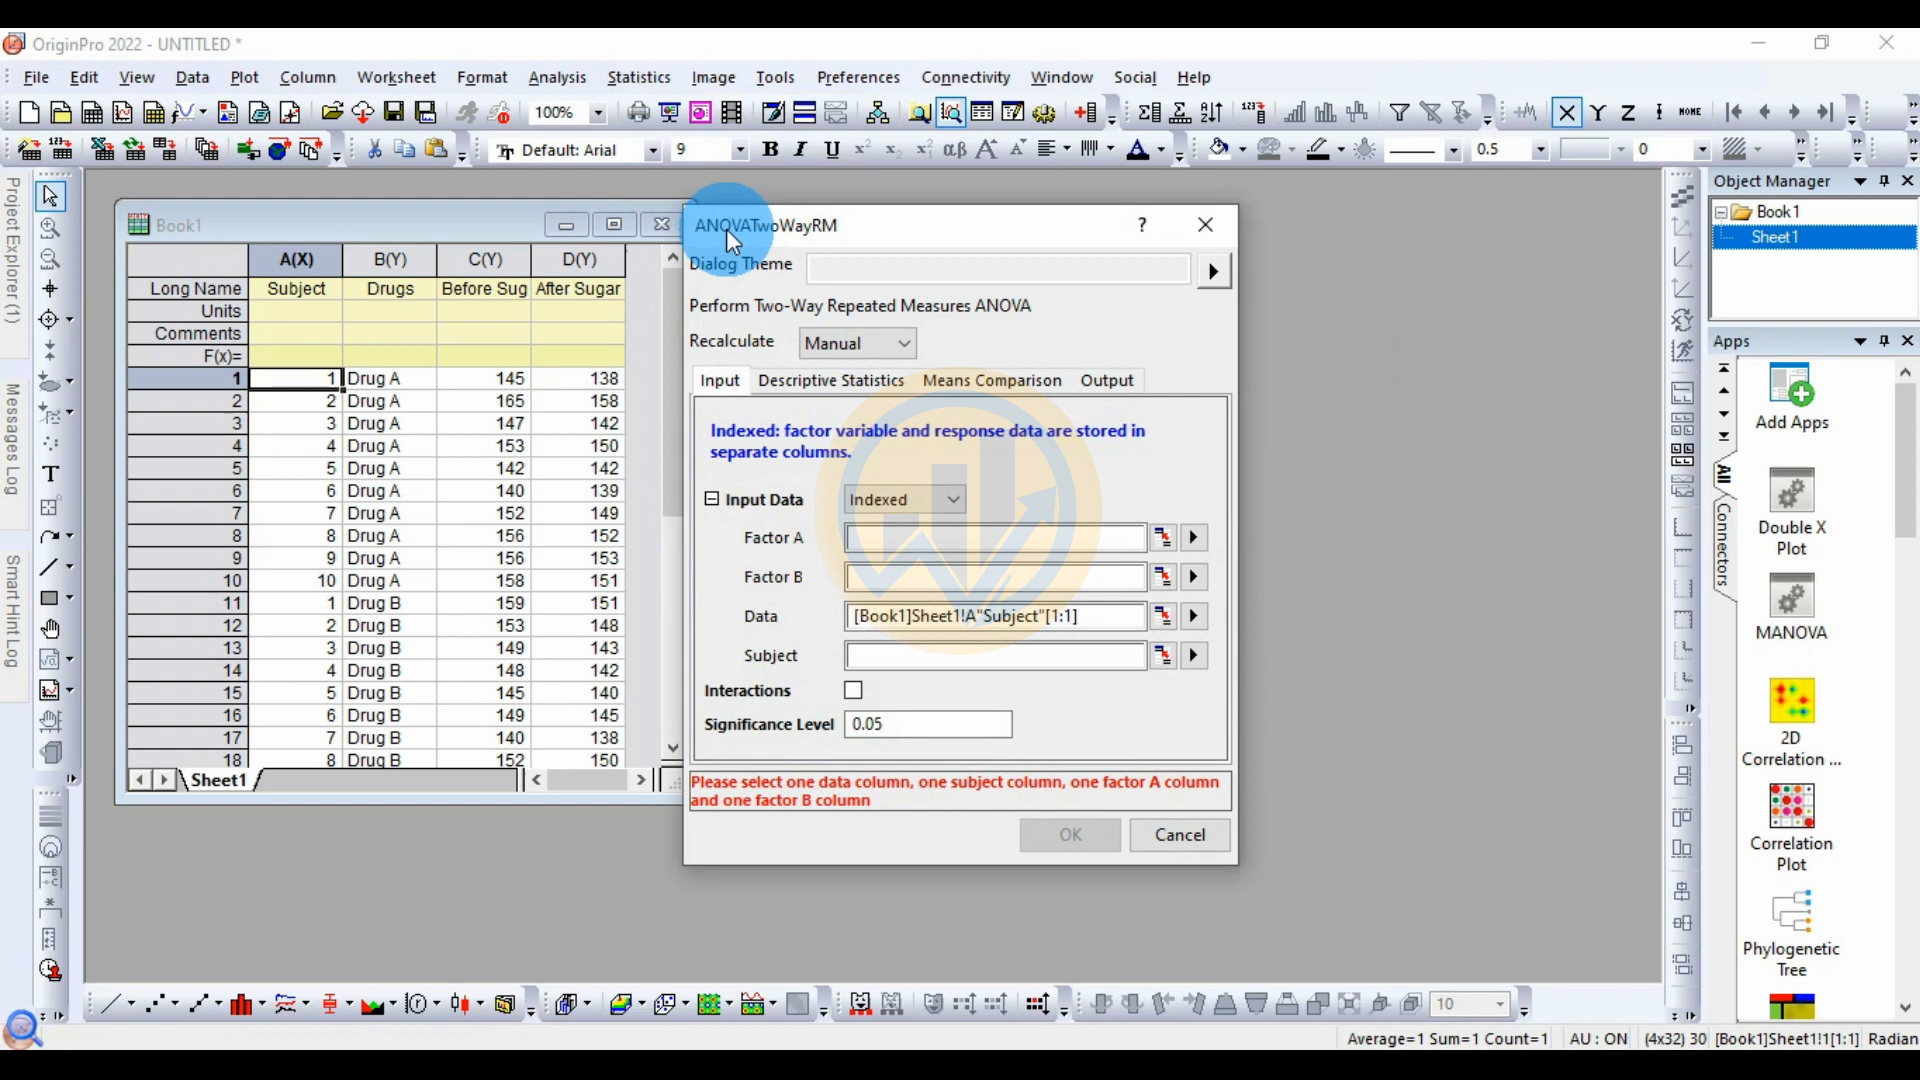 OriginPro 2022 - UNTITLED *
File Edit View Data Plot Column Worksheet Format Analysis Statistics Image Tools Preferences Connectivity Window Social Help
100%
X Y Z NONE
Default: Arial 9 B I U αβ A A A 0.5 0
Project Explorer (1)
Messages Log
Smart Hint Log
Book1
A(X) B(Y) C(Y) D(Y)
Long Name Subject Drugs Before Sug After Sugar
Units
Comments
F(x)=
1 1 Drug A 145 138
2 2 Drug A 165 158
3 3 Drug A 147 142
4 4 Drug A 153 150
5 5 Drug A 142 142
6 6 Drug A 140 139
7 7 Drug A 152 149
8 8 Drug A 156 152
9 9 Drug A 156 153
10 10 Drug A 158 151
11 1 Drug B 159 151
12 2 Drug B 153 148
13 3 Drug B 149 143
14 4 Drug B 148 142
15 5 Drug B 145 140
16 6 Drug B 149 145
17 7 Drug B 140 138
18 8 Drug B 152 150
Sheet1
ANOVATwoWayRM
Dialog Theme
Perform Two-Way Repeated Measures ANOVA
Recalculate Manual
Input Descriptive Statistics Means Comparison Output
Indexed: factor variable and response data are stored in
separate columns.
Input Data Indexed
Factor A
Factor B
Data [Book1]Sheet1!A"Subject"[1:1]
Subject
Interactions
Significance Level 0.05
Please select one data column, one subject column, one factor A column
and one factor B column
OK Cancel
Object Manager
Book1
Sheet1
Apps
All
Connectors
Add Apps
Double X
Plot
MANOVA
2D
Correlation ...
Correlation
Plot
Phylogenetic
Tree
10
Average=1 Sum=1 Count=1 AU : ON (4x32) 30 [Book1]Sheet1!1[1:1] Radian